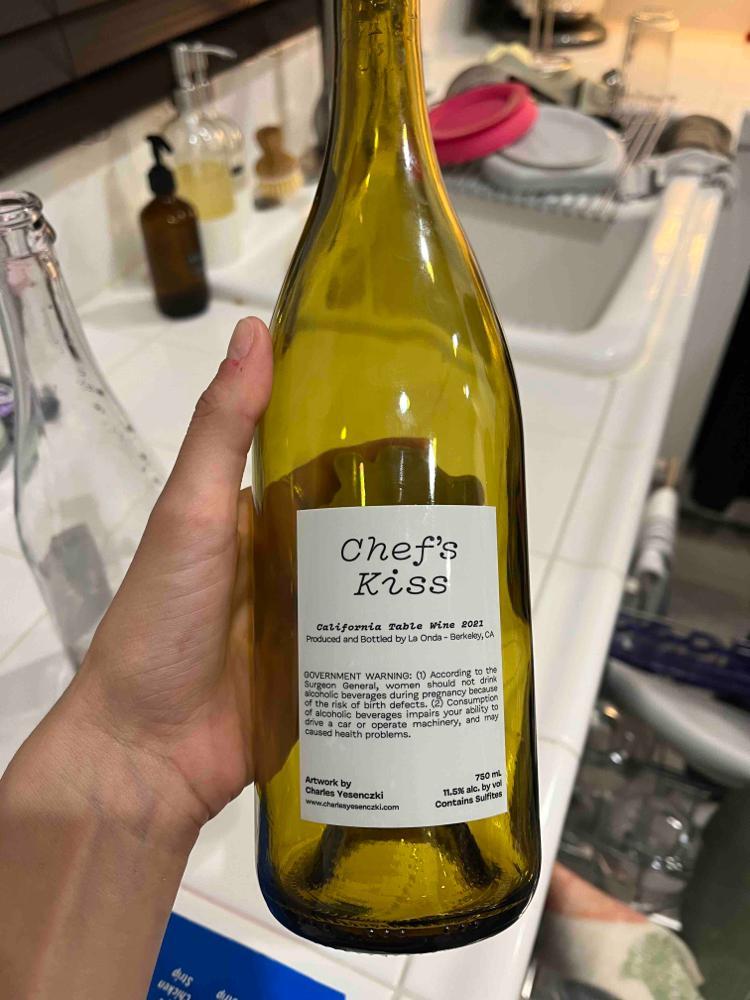 Chef's
Kiss
California Table Wine 2021
Produced and Bottled by La Onda - Berkeley, CA
GOVERNMENT WARNING: (1) According to the
Surgeon General, women should not drink
alcoholic beverages during pregnancy because
of the risk of birth defects. (2) Consumption
of alcoholic beverages impairs your ability to
drive a car or operate machinery, and may
caused health problems.
Artwork by
Charles Yesenczki
www.charlesyesenczki.com
750 mL
11.5% alc. by vol
Contains Sulfites
Chicken
Strip
Strip